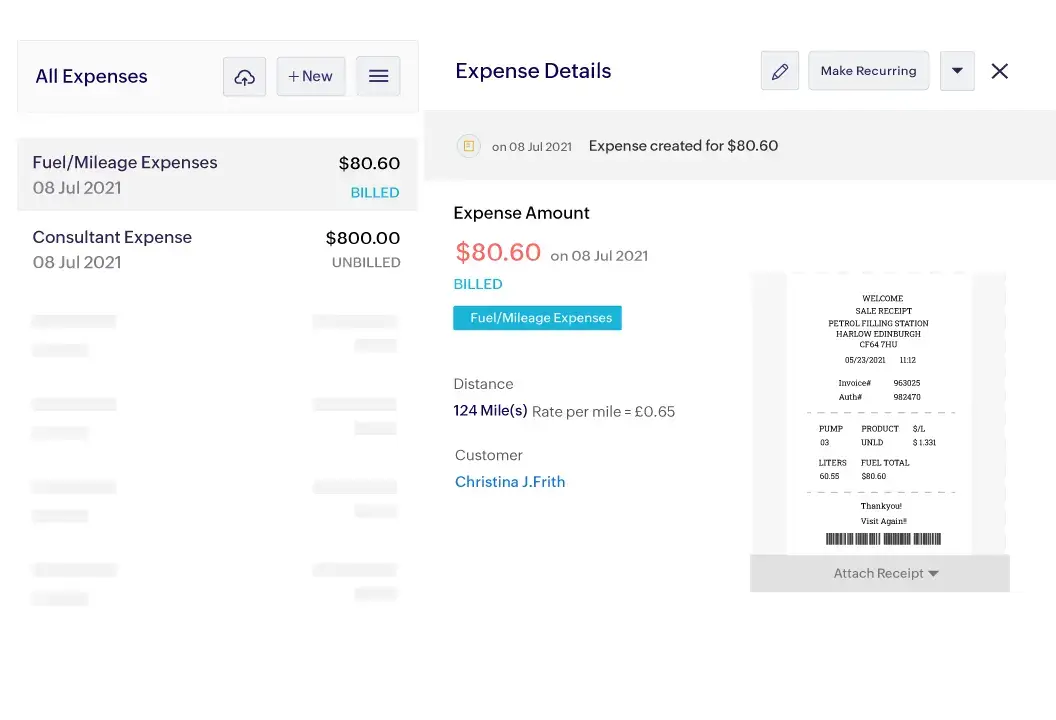 All Expenses
+ New
Fuel/Mileage Expenses $80.60
08 Jul 2021 BILLED
Consultant Expense $800.00
08 Jul 2021 UNBILLED
Expense Details
Make Recurring
on 08 Jul 2021 Expense created for $80.60
Expense Amount
$80.60 on 08 Jul 2021
BILLED
Fuel/Mileage Expenses
Distance
124 Mile(s) Rate per mile = £0.65
Customer
Christina J.Frith
WELCOME
SALE RECEIPT
PETROL FILLING STATION
HARLOW EDINBURGH
CF64 7HU
05/23/2021 11:12
Invoice# 963025
Auth# 982470
PUMP PRODUCT $/L
03 UNLD $ 1.331
LITERS FUEL TOTAL
60.55 $80.60
Thankyou!
Visit Again!!
Attach Receipt